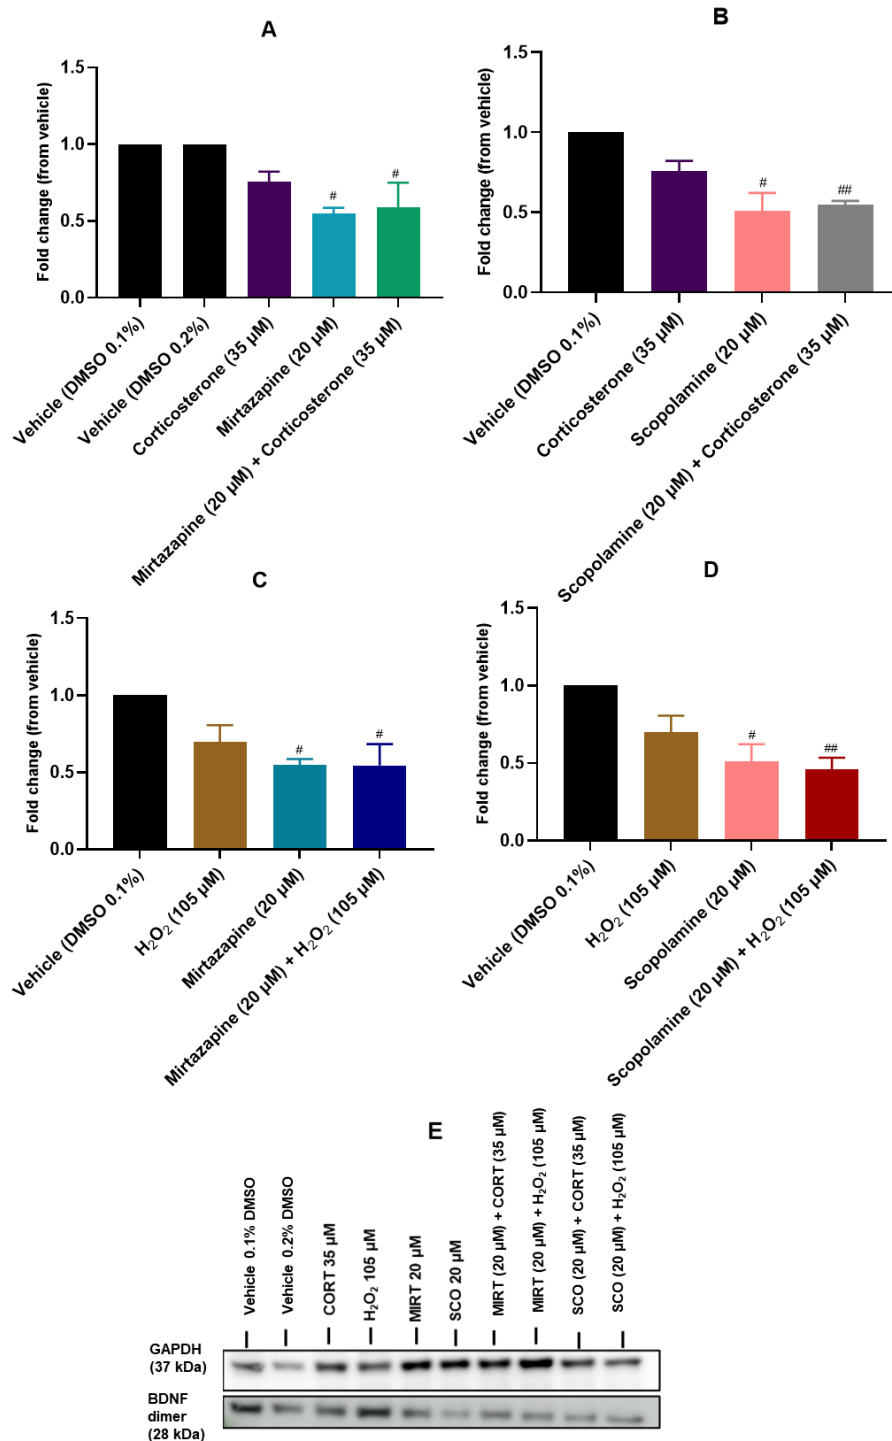 A
Fold change (from vehicle)
1.5
1.0
0.5
0.0
#
#
Vehicle (DMSO 0.1%)
Vehicle (DMSO 0.2%)
Corticosterone (35 µM)
Mirtazapine (20 µM)
Mirtazapine (20 µM) + Corticosterone (35 µM)
B
Fold change (from vehicle)
1.5
1.0
0.5
0.0
#
##
Vehicle (DMSO 0.1%)
Corticosterone (35 µM)
Scopolamine (20 µM)
Scopolamine (20 µM) + Corticosterone (35 µM)
C
Fold change (from vehicle)
1.5
1.0
0.5
0.0
#
#
Vehicle (DMSO 0.1%)
H₂O₂ (105 µM)
Mirtazapine (20 µM)
Mirtazapine (20 µM) + H₂O₂ (105 µM)
D
Fold change (from vehicle)
1.5
1.0
0.5
0.0
#
##
Vehicle (DMSO 0.1%)
H₂O₂ (105 µM)
Scopolamine (20 µM)
Scopolamine (20 µM) + H₂O₂ (105 µM)
E
Vehicle 0.1% DMSO
Vehicle 0.2% DMSO
CORT 35 µM
H₂O₂ 105 µM
MIRT 20 µM
SCO 20 µM
MIRT (20 µM) + CORT (35 µM)
MIRT (20 µM) + H₂O₂ (105 µM)
SCO (20 µM) + CORT (35 µM)
SCO (20 µM) + H₂O₂ (105 µM)
GAPDH
(37 kDa)
BDNF
dimer
(28 kDa)